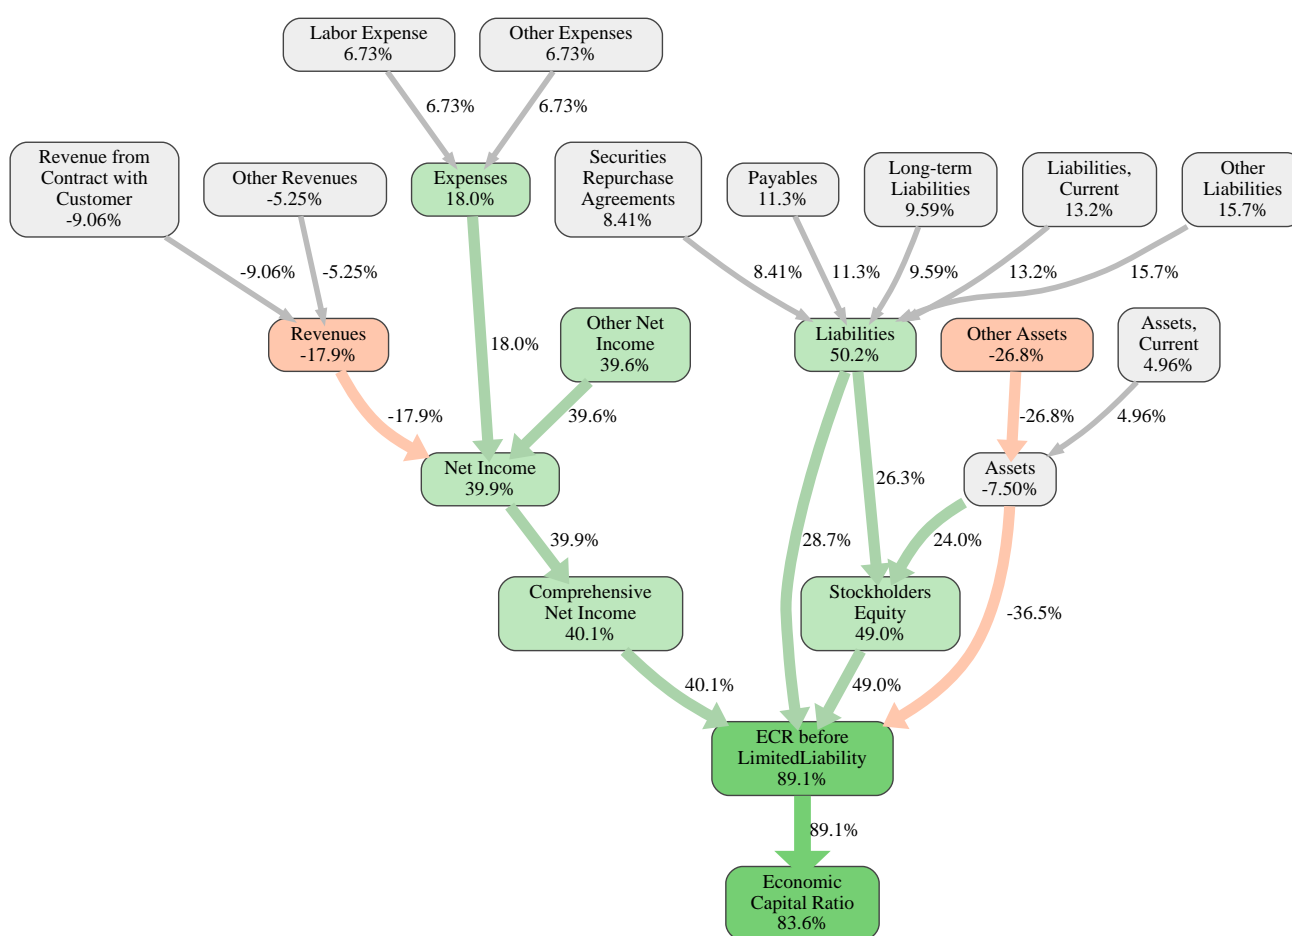 Labor Expense
6.73%
Other Expenses
6.73%
6.73%
6.73%
Revenue from
Contract with
Customer
-9.06%
Other Revenues
-5.25%
Expenses
18.0%
Securities
Repurchase
Agreements
8.41%
Payables
11.3%
Long-term
Liabilities
9.59%
Liabilities,
Current
13.2%
Other
Liabilities
15.7%
-9.06%
-5.25%
8.41%
11.3%
9.59%
13.2%
15.7%
Revenues
-17.9%
18.0%
Other Net
Income
39.6%
Liabilities
50.2%
Other Assets
-26.8%
Assets,
Current
4.96%
-17.9%
39.6%
-26.8%
4.96%
Net Income
39.9%
26.3%
Assets
-7.50%
39.9%
28.7%
24.0%
Comprehensive
Net Income
40.1%
Stockholders
Equity
49.0%
-36.5%
40.1%
49.0%
ECR before
LimitedLiability
89.1%
89.1%
Economic
Capital Ratio
83.6%